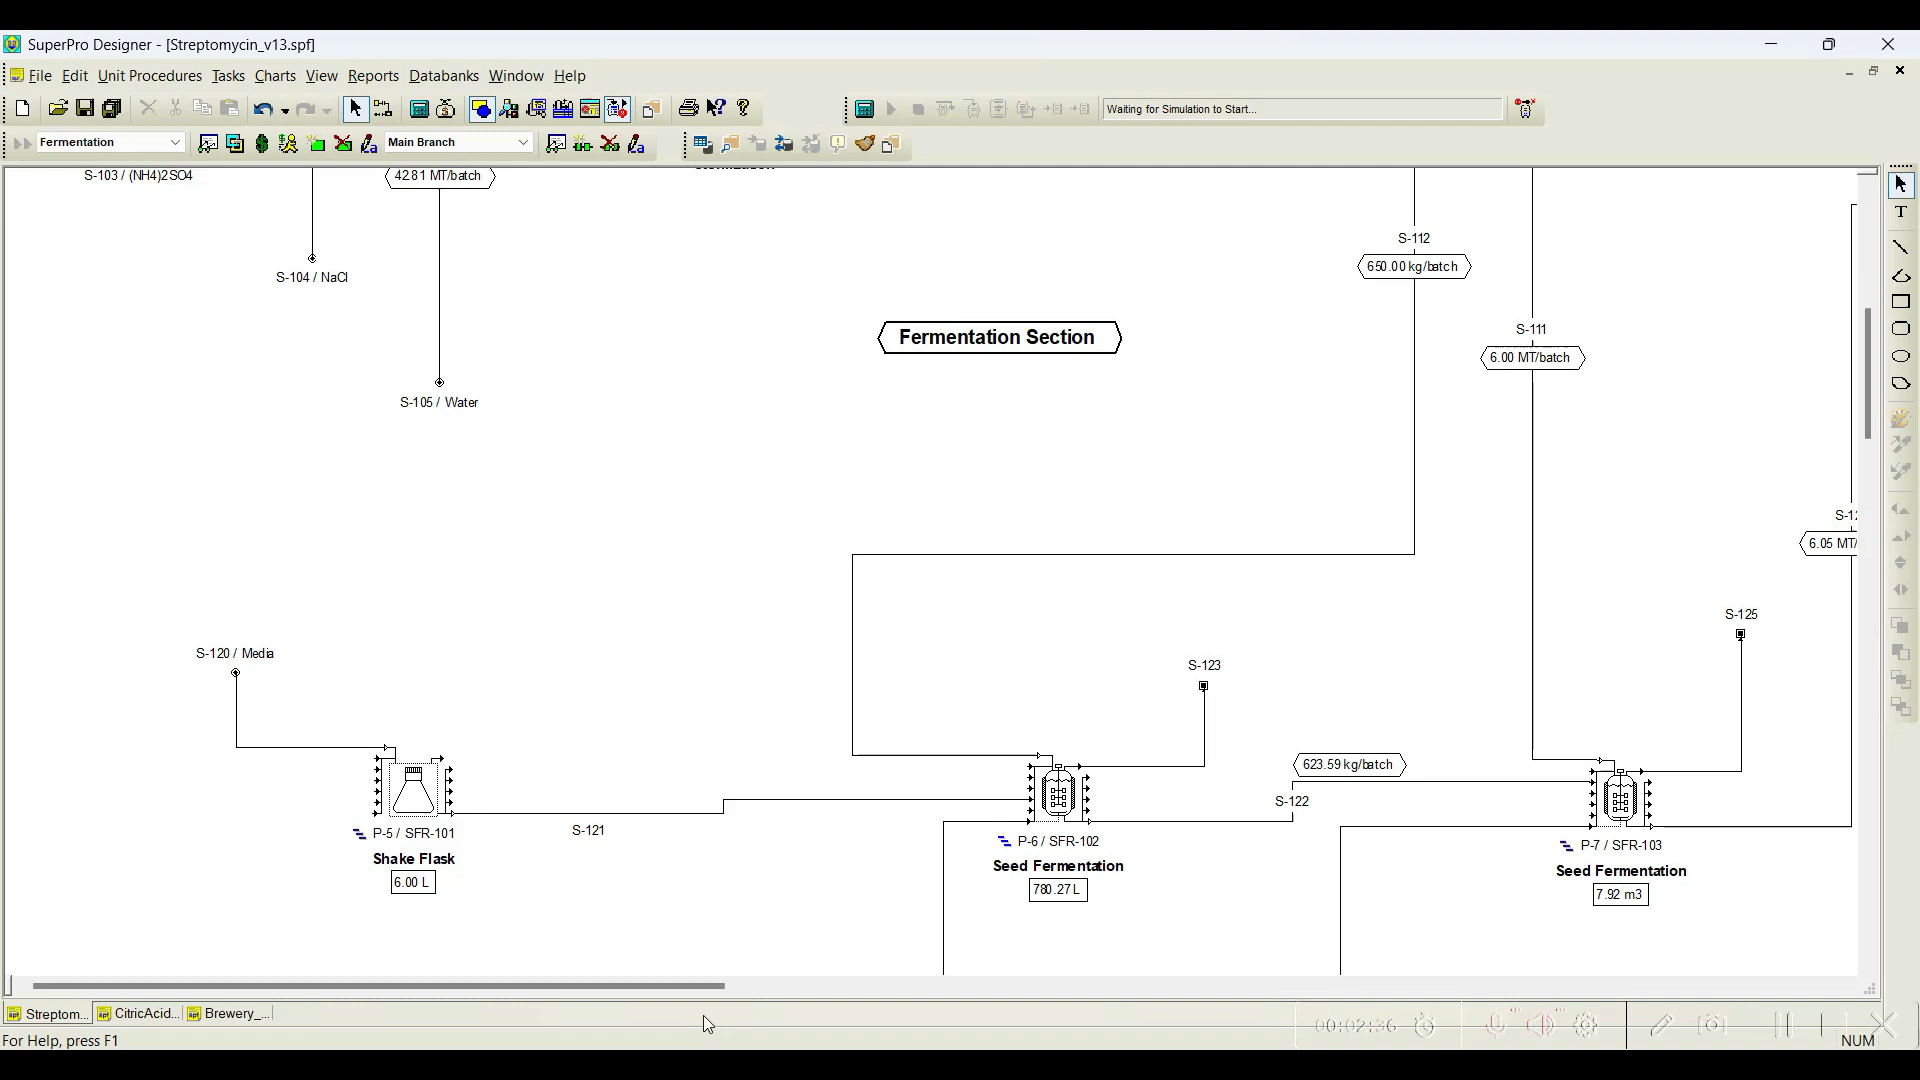 SuperPro Designer - [Streptomycin_v13.spf]
File Edit Unit Procedures Tasks Charts View Reports Databanks Window Help
Waiting for Simulation to Start...
Fermentation
Main Branch
S-103 / (NH4)2SO4
42.81 MT/batch
S-112
650.00 kg/batch
S-104 / NaCl
Fermentation Section
S-111
6.00 MT/batch
S-105 / Water
6.05 MT/
S-125
S-120 / Media
S-123
623.59 kg/batch
S-122
S-121
P-5 / SFR-101
Shake Flask
6.00 L
P-6 / SFR-102
Seed Fermentation
780.27 L
P-7 / SFR-103
Seed Fermentation
7.92 m3
Streptom...
CitricAcid...
Brewery_...
00:02:36
For Help, press F1
NUM